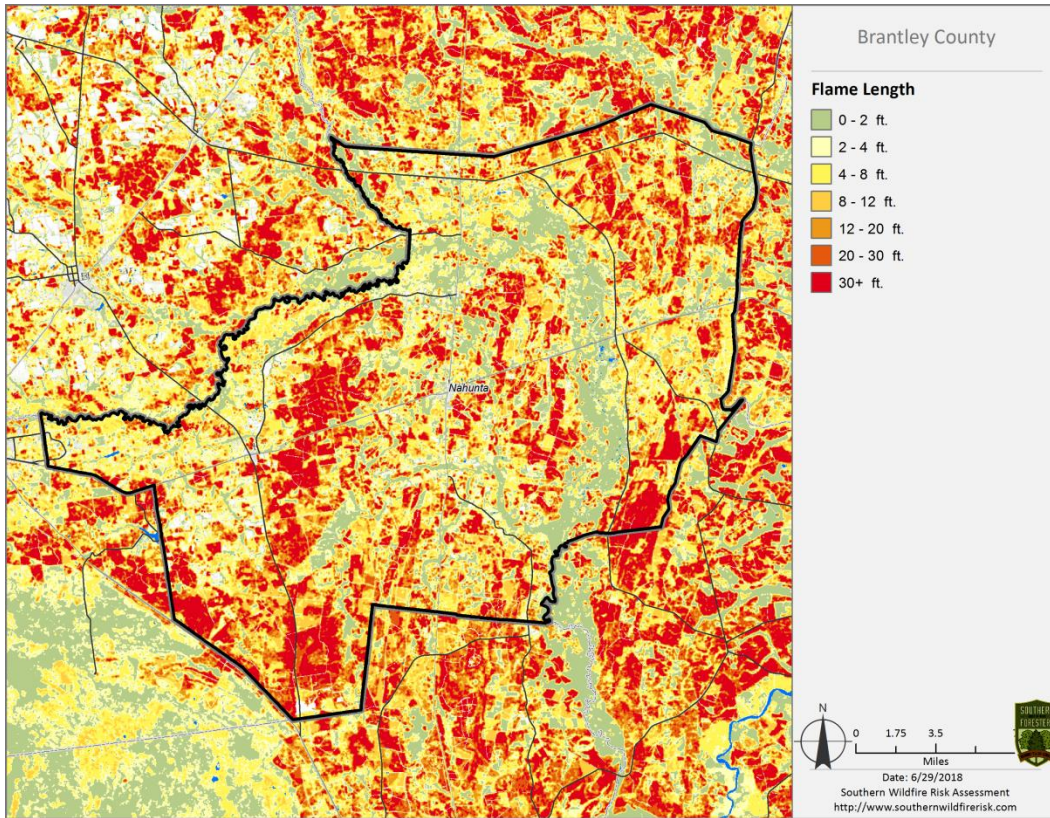 Brantley County
Flame Length
0 - 2 ft.
2 - 4 ft.
4 - 8 ft.
8 - 12 ft.
12 - 20 ft.
20 - 30 ft.
30+ ft.
Nahunta
N
0 1.75 3.5
Miles
SOUTHERN
FORESTER
Date: 6/29/2018
Southern Wildfire Risk Assessment
http://www.southernwildfirerisk.com